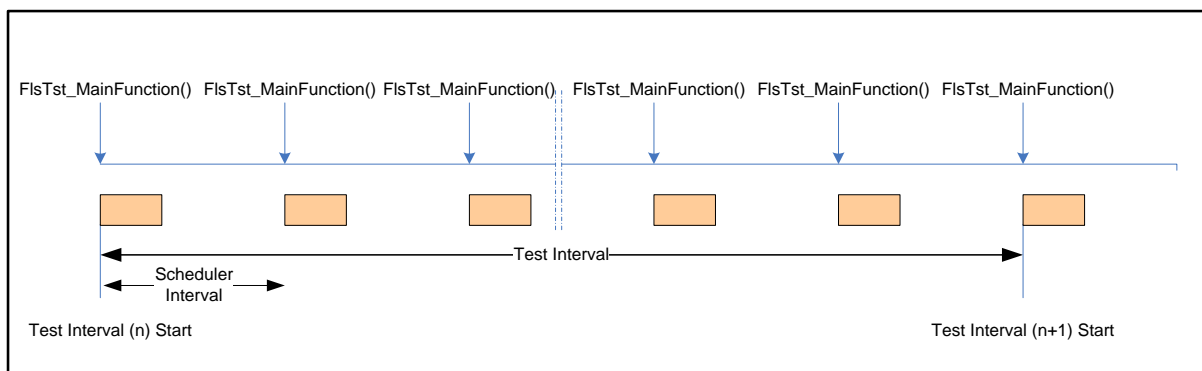 FlsTst_MainFunction() FlsTst_MainFunction() FlsTst_MainFunction() FlsTst_MainFunction() FlsTst_MainFunction() FlsTst_MainFunction()
Test Interval
Scheduler
Interval
Test Interval (n) Start Test Interval (n+1) Start